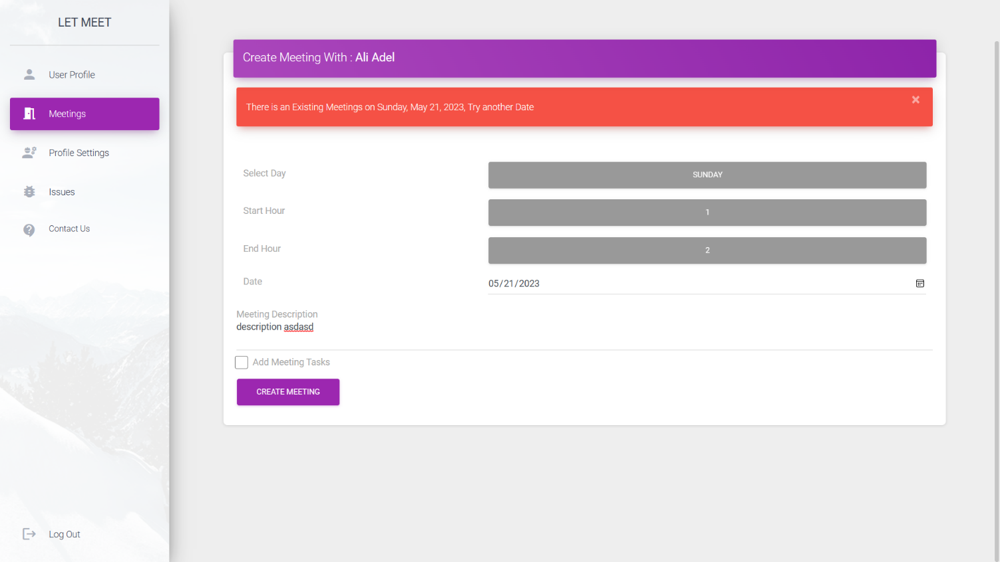 LET MEET
User Profile
Meetings
Profile Settings
Issues
Contact Us
Log Out
Create Meeting With : Ali Adel
There is an Existing Meetings on Sunday, May 21, 2023, Try another Date
Select Day
SUNDAY
Start Hour
1
End Hour
2
Date
05/21/2023
Meeting Description
description asdasd
Add Meeting Tasks
CREATE MEETING